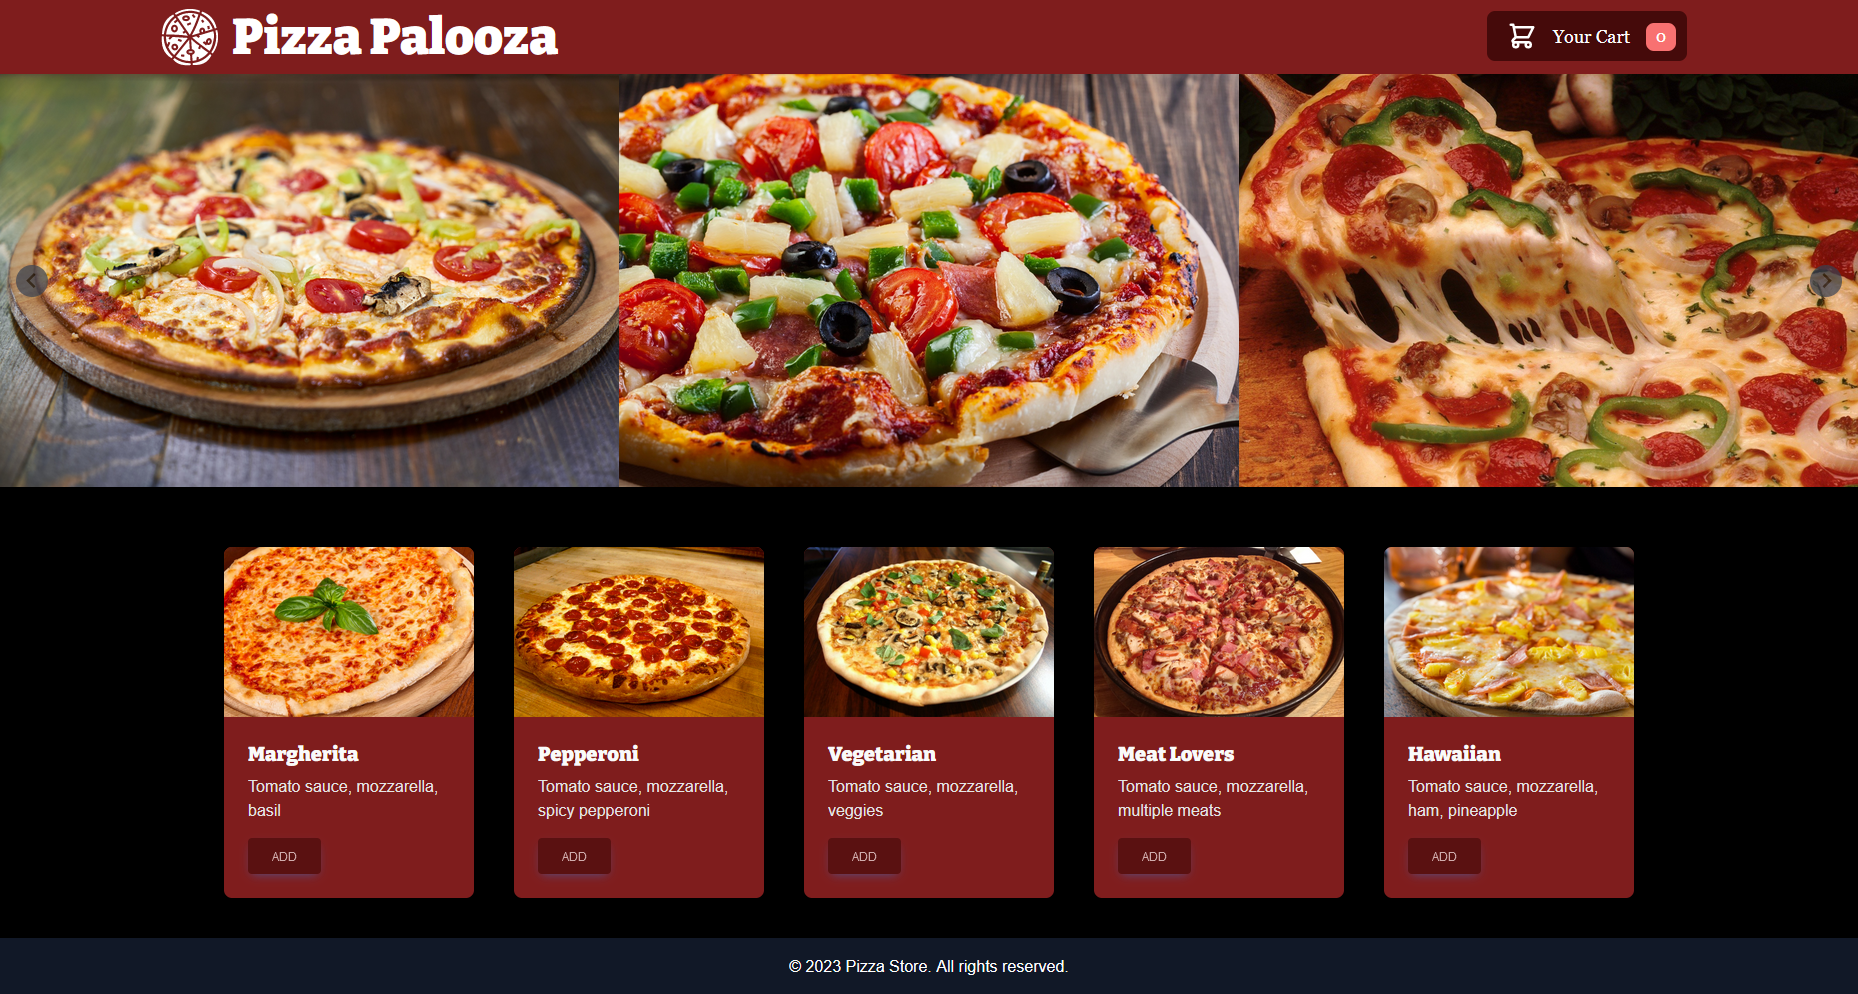 Pizza Palooza
Your Cart
0
Margherita
Tomato sauce, mozzarella,
basil
ADD
Pepperoni
Tomato sauce, mozzarella,
spicy pepperoni
ADD
Vegetarian
Tomato sauce, mozzarella,
veggies
ADD
Meat Lovers
Tomato sauce, mozzarella,
multiple meats
ADD
Hawaiian
Tomato sauce, mozzarella,
ham, pineapple
ADD
© 2023 Pizza Store. All rights reserved.